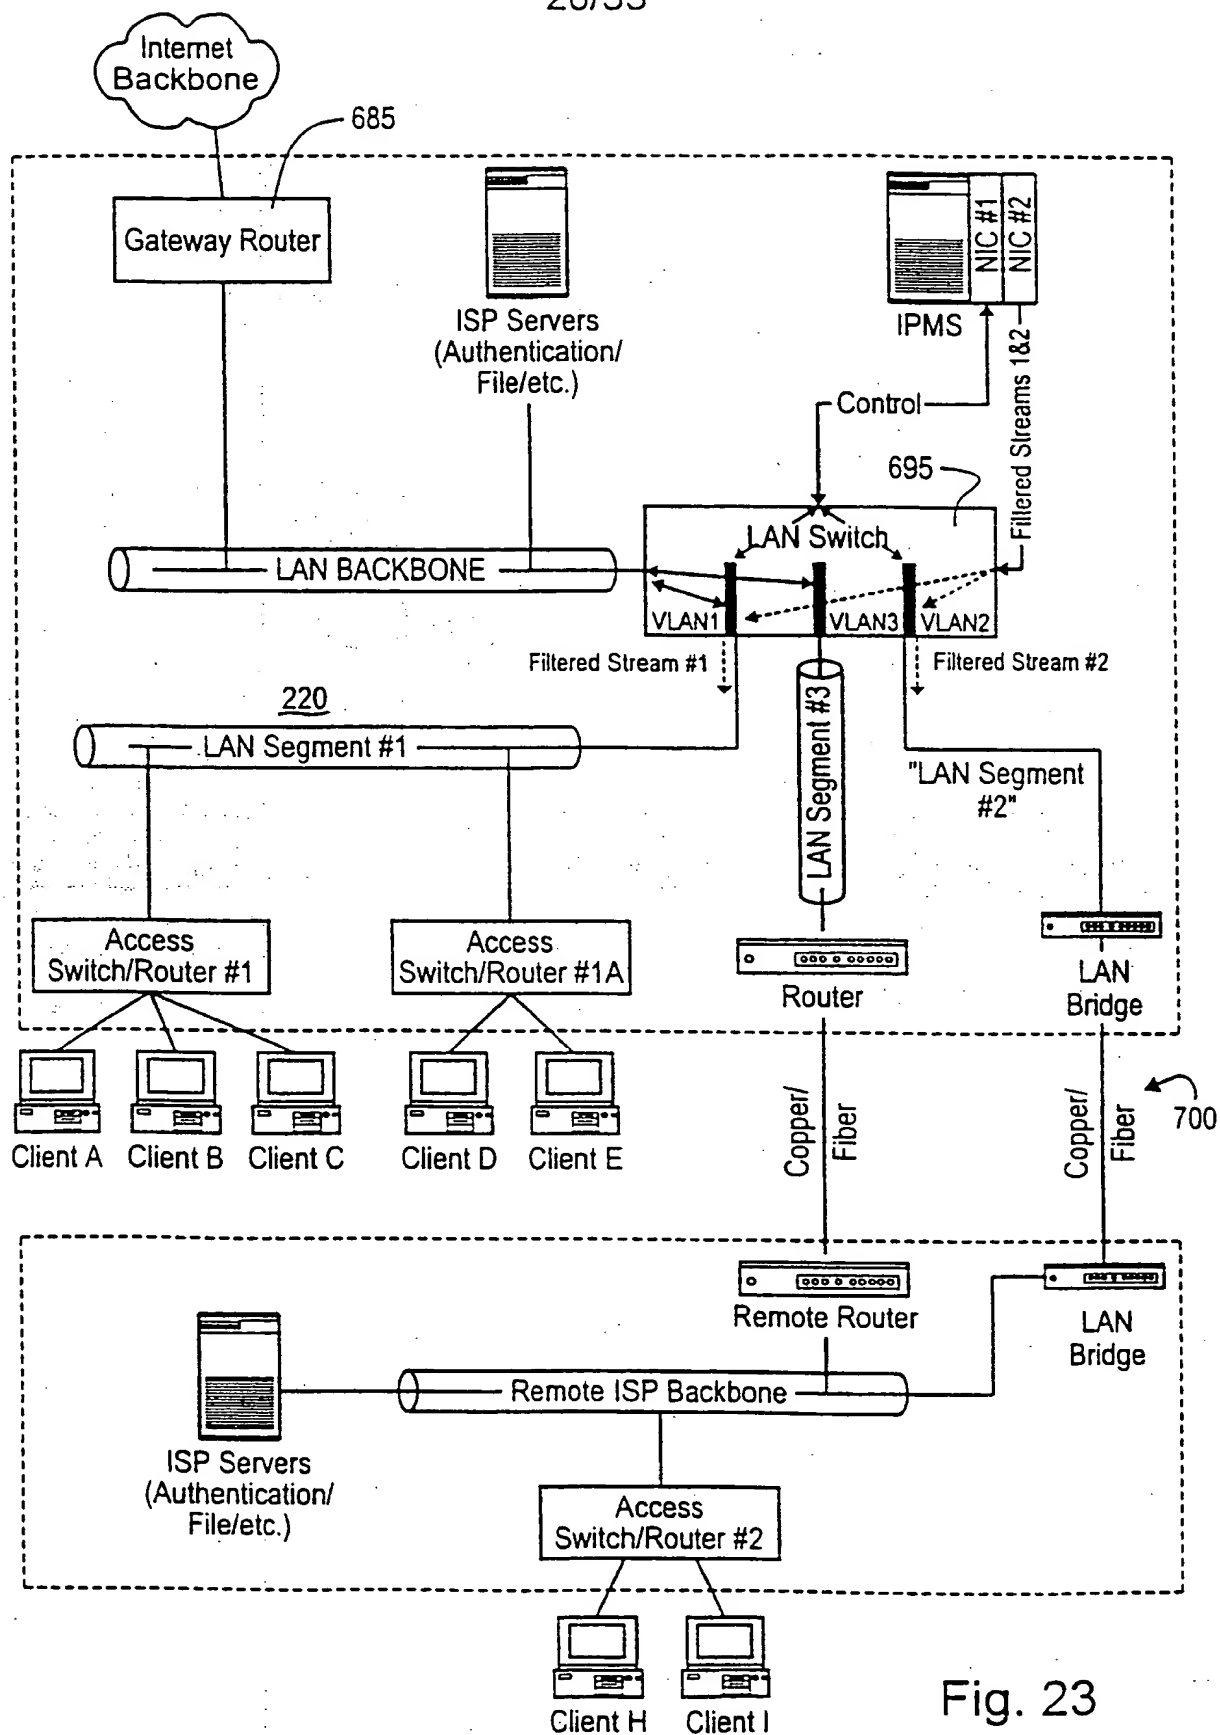 Internet
Backbone
685
Gateway Router
ISP Servers
(Authentication/
File/etc.)
NIC #1
NIC #2
IPMS
Control
Filtered Streams 1&2
695
LAN Switch
LAN BACKBONE
VLAN1
VLAN3
VLAN2
Filtered Stream #1
Filtered Stream #2
220
LAN Segment #1
LAN Segment #3
"LAN Segment
#2"
Access
Switch/Router #1
Access
Switch/Router #1A
Router
LAN
Bridge
Client A
Client B
Client C
Client D
Client E
Copper/
Fiber
Copper/
Fiber
700
Remote Router
LAN
Bridge
Remote ISP Backbone
ISP Servers
(Authentication/
File/etc.)
Access
Switch/Router #2
Client H
Client I
Fig. 23